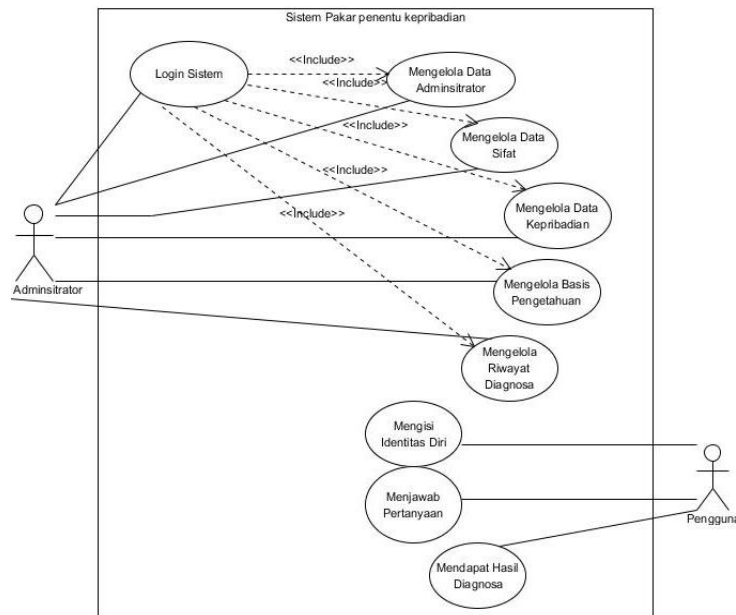 Sistem Pakar penentu kepribadian
Login Sistem
<<Include>>
Mengelola Data
Adminsitrator
<<Include>>
Mengelola Data
Sifat
<<Include>>
Mengelola Data
Kepribadian
<<Include>>
Mengelola Basis
Pengetahuan
<<Include>>
Mengelola
Riwayat
Diagnosa
Adminsitrator
Mengisi
Identitas Diri
Menjawab
Pertanyaan
Mendapat Hasil
Diagnosa
Pengguna